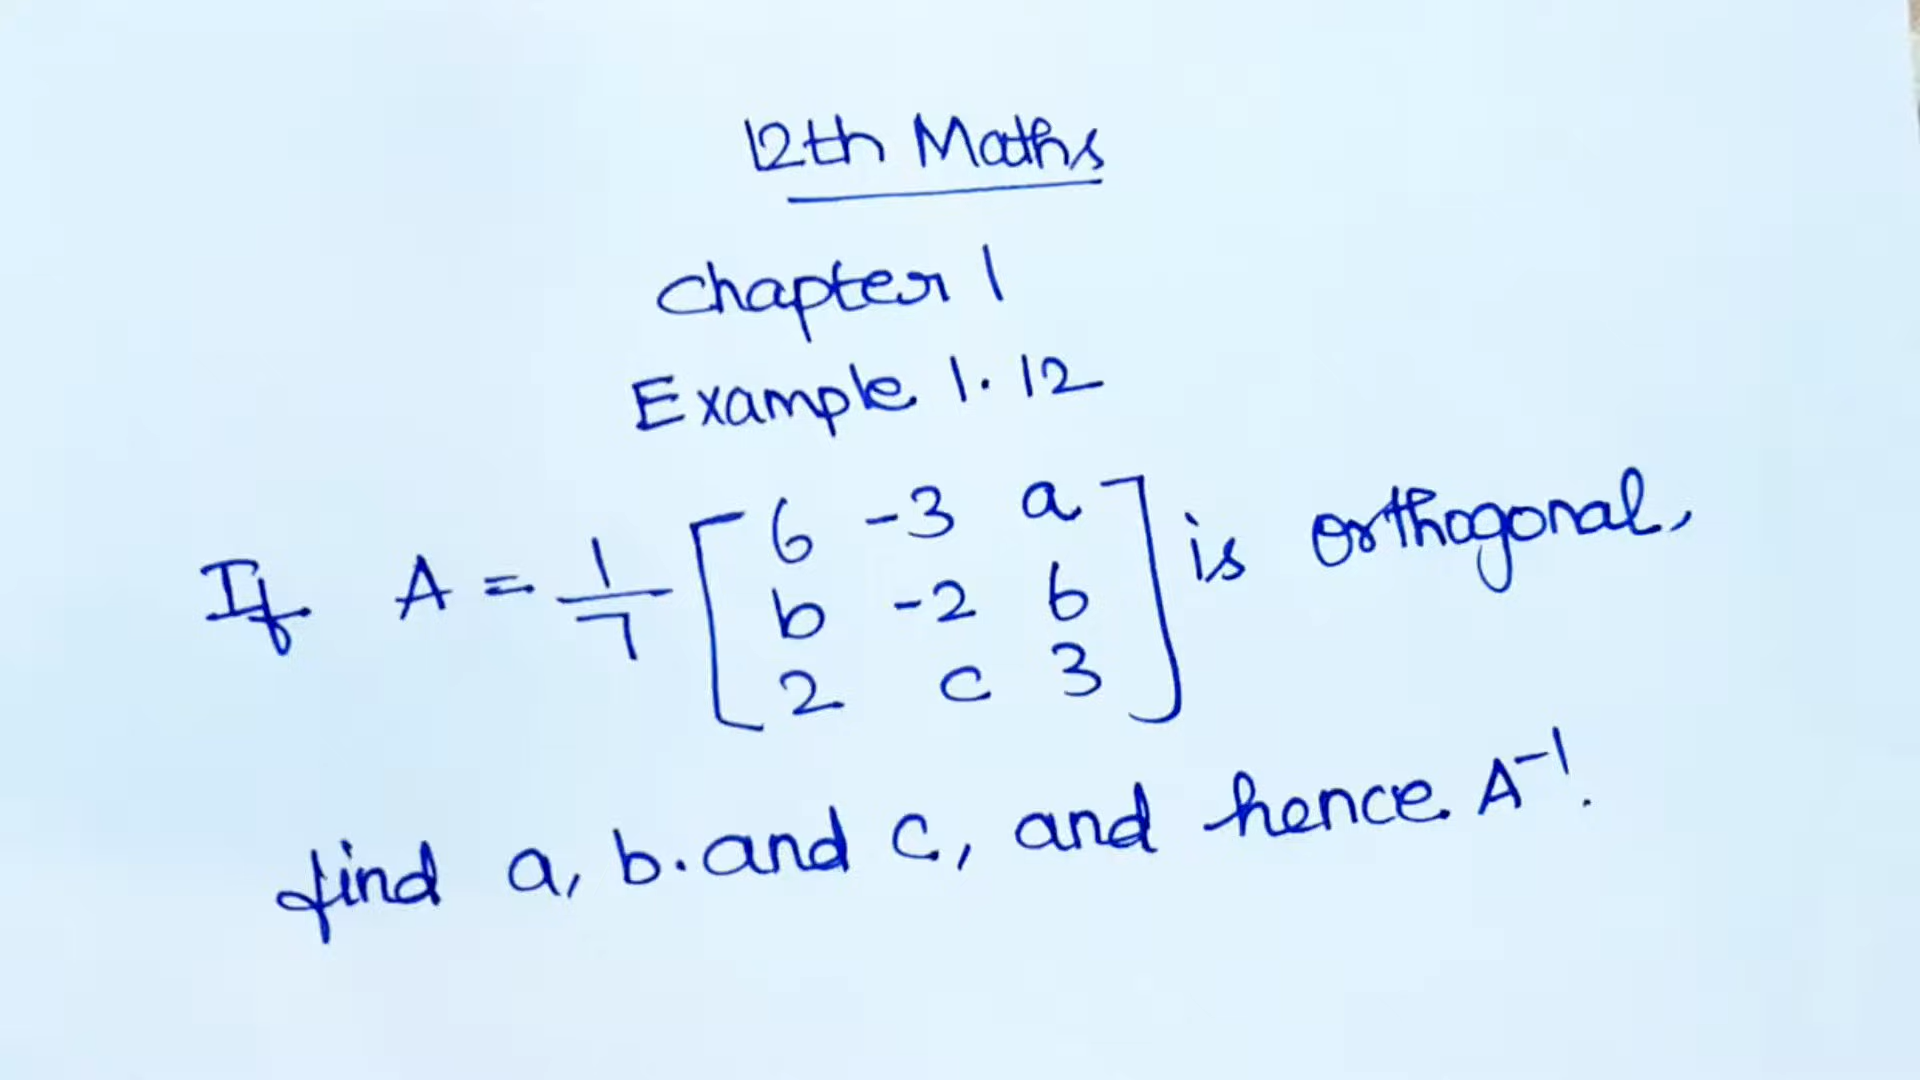 12th Maths
Chapter 1
Example 1.12
If A = 1/7 [ 6 -3 a
b -2 6
2 c 3 ] is orthogonal,
find a, b. and c, and hence A⁻¹.